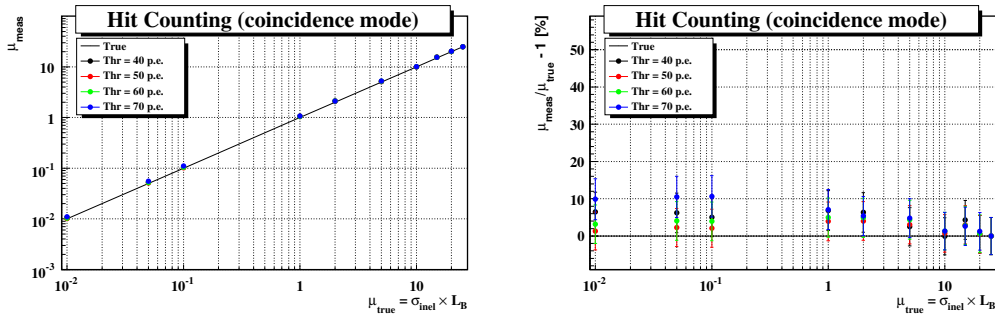 Hit Counting (coincidence mode)
μmeas
True
Thr = 40 p.e.
Thr = 50 p.e.
Thr = 60 p.e.
Thr = 70 p.e.
10
1
10⁻¹
10⁻²
10⁻³
10⁻² 10⁻¹ 1 10
μtrue = σinel × LB
Hit Counting (coincidence mode)
μmeas/μtrue - 1 [%]
True
Thr = 40 p.e.
Thr = 50 p.e.
Thr = 60 p.e.
Thr = 70 p.e.
50
40
30
20
10
0
10⁻² 10⁻¹ 1 10
μtrue = σinel × LB